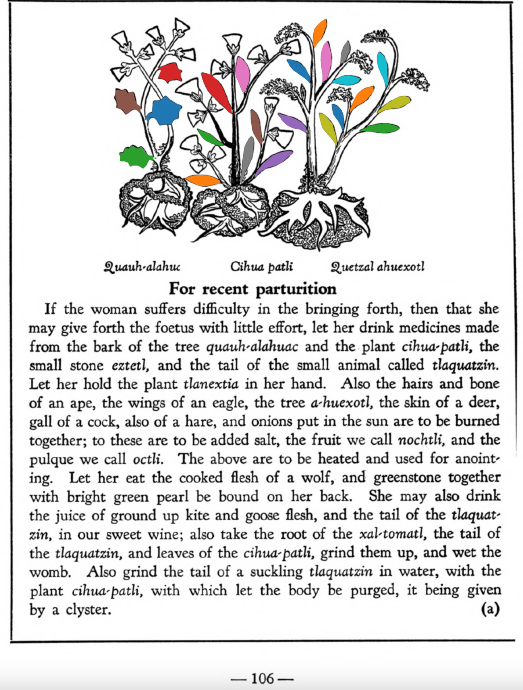 Quauh-alahuc Cihua patli Quetzal ahuexotl
For recent parturition
If the woman suffers difficulty in the bringing forth, then that she
may give forth the foetus with little effort, let her drink medicines made
from the bark of the tree quauh-alahuac and the plant cihua-patli, the
small stone eztetl, and the tail of the small animal called tlaquatzin.
Let her hold the plant tlanextia in her hand. Also the hairs and bone
of an ape, the wings of an eagle, the tree a-huexotl, the skin of a deer,
gall of a cock, also of a hare, and onions put in the sun are to be burned
together; to these are to be added salt, the fruit we call nochtli, and the
pulque we call octli. The above are to be heated and used for anoint-
ing. Let her eat the cooked flesh of a wolf, and greenstone together
with bright green pearl be bound on her back. She may also drink
the juice of ground up kite and goose flesh, and the tail of the tlaquat-
zin, in our sweet wine; also take the root of the xal-tomatl, the tail of
the tlaquatzin, and leaves of the cihua-patli, grind them up, and wet the
womb. Also grind the tail of a suckling tlaquatzin in water, with the
plant cihua-patli, with which let the body be purged, it being given
by a clyster. (a)
— 106 —